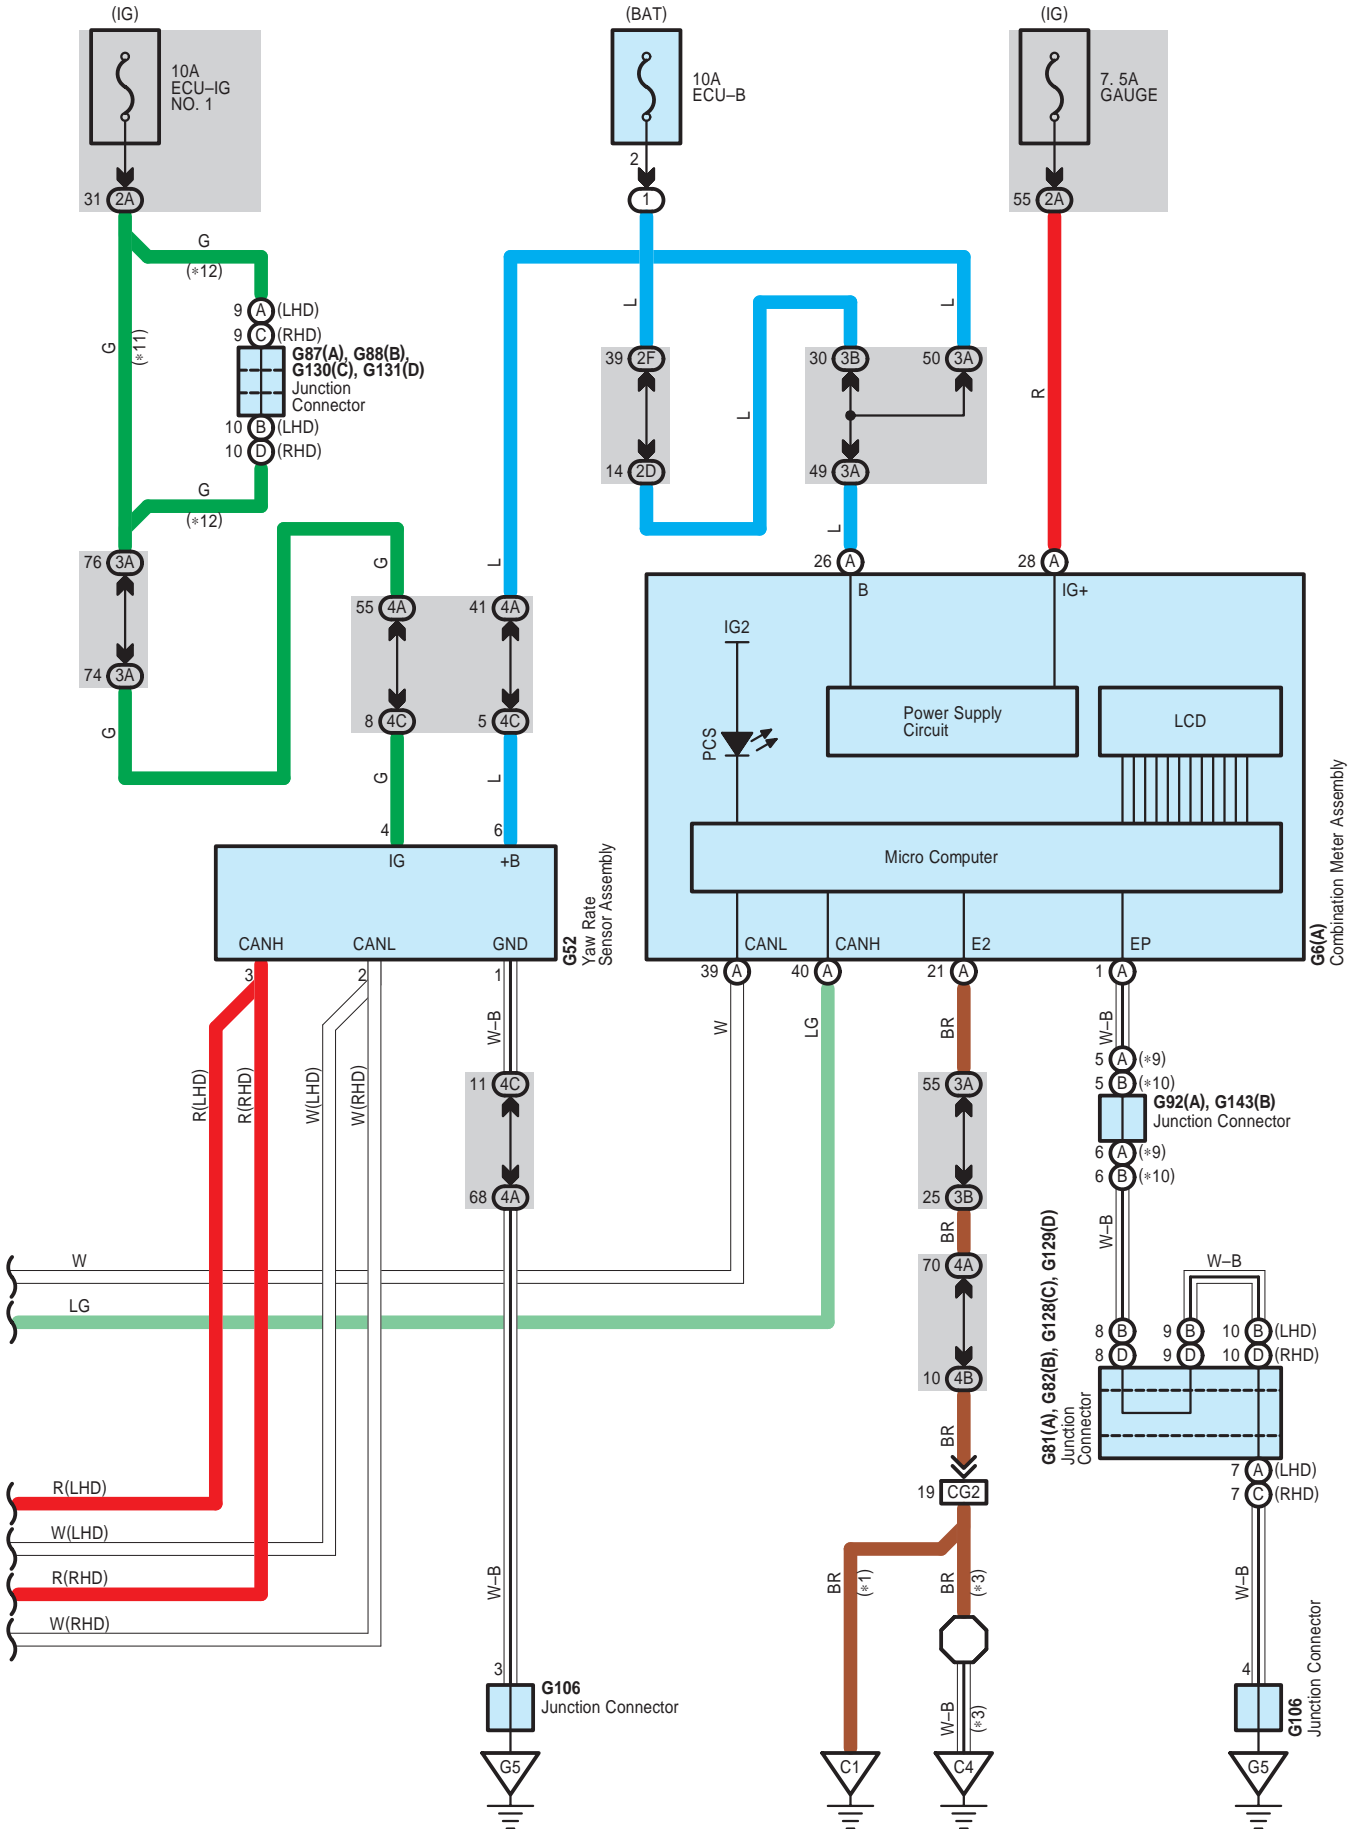 (IG)
(BAT)
(IG)
10A
ECU–IG
NO. 1
10A
ECU–B
7. 5A
GAUGE
2
31 2A
1
55 2A
G
(*12)
G
(*11)
9 A (LHD)
9 C (RHD)
G87(A), G88(B),
G130(C), G131(D)
Junction
Connector
10 B (LHD)
10 D (RHD)
G
(*12)
L
L
L
R
39 2F
30 3B
50 3A
14 2D
49 3A
L
76 3A
74 3A
G
G
L
55 4A
41 4A
8 4C
5 4C
G
L
4
6
IG
+B
CANH
CANL
GND
G52
Yaw Rate
Sensor Assembly
26 A
28 A
B
IG+
IG2
PCS
Power Supply
Circuit
LCD
Micro Computer
CANL
CANH
E2
EP
G6(A)
Combination Meter Assembly
3
2
1
39 A
40 A
21 A
1 A
R(LHD)
R(RHD)
W(LHD)
W(RHD)
W–B
W
LG
BR
W–B
11 4C
68 4A
55 3A
25 3B
5 A (*9)
5 B (*10)
G92(A), G143(B)
Junction Connector
6 A (*9)
6 B (*10)
W–B
BR
70 4A
10 4B
W
LG
W–B
8 B
9 B
10 B (LHD)
8 D
9 D
10 D (RHD)
G81(A), G82(B), G128(C), G129(D)
Junction
Connector
7 A (LHD)
7 C (RHD)
BR
19 CG2
R(LHD)
W(LHD)
R(RHD)
W(RHD)
W–B
BR
(*1)
BR
(*3)
W–B
3
G106
Junction Connector
W–B
(*3)
4
G106
Junction Connector
G5
C1
C4
G5